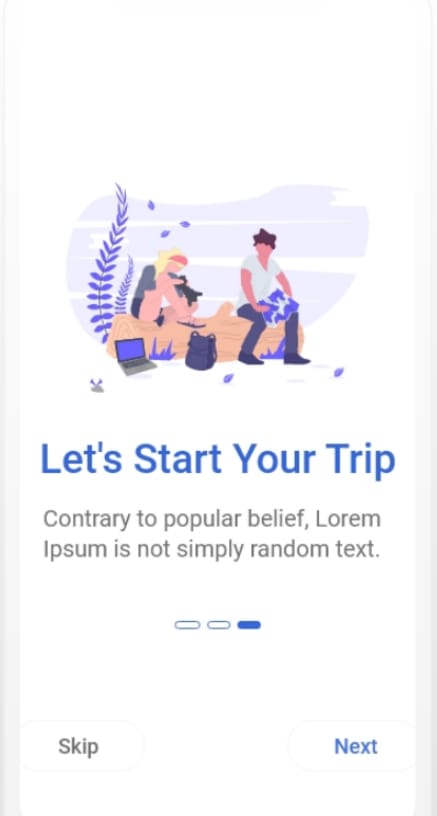 Let's Start Your Trip
Contrary to popular belief, Lorem
Ipsum is not simply random text.
Skip
Next